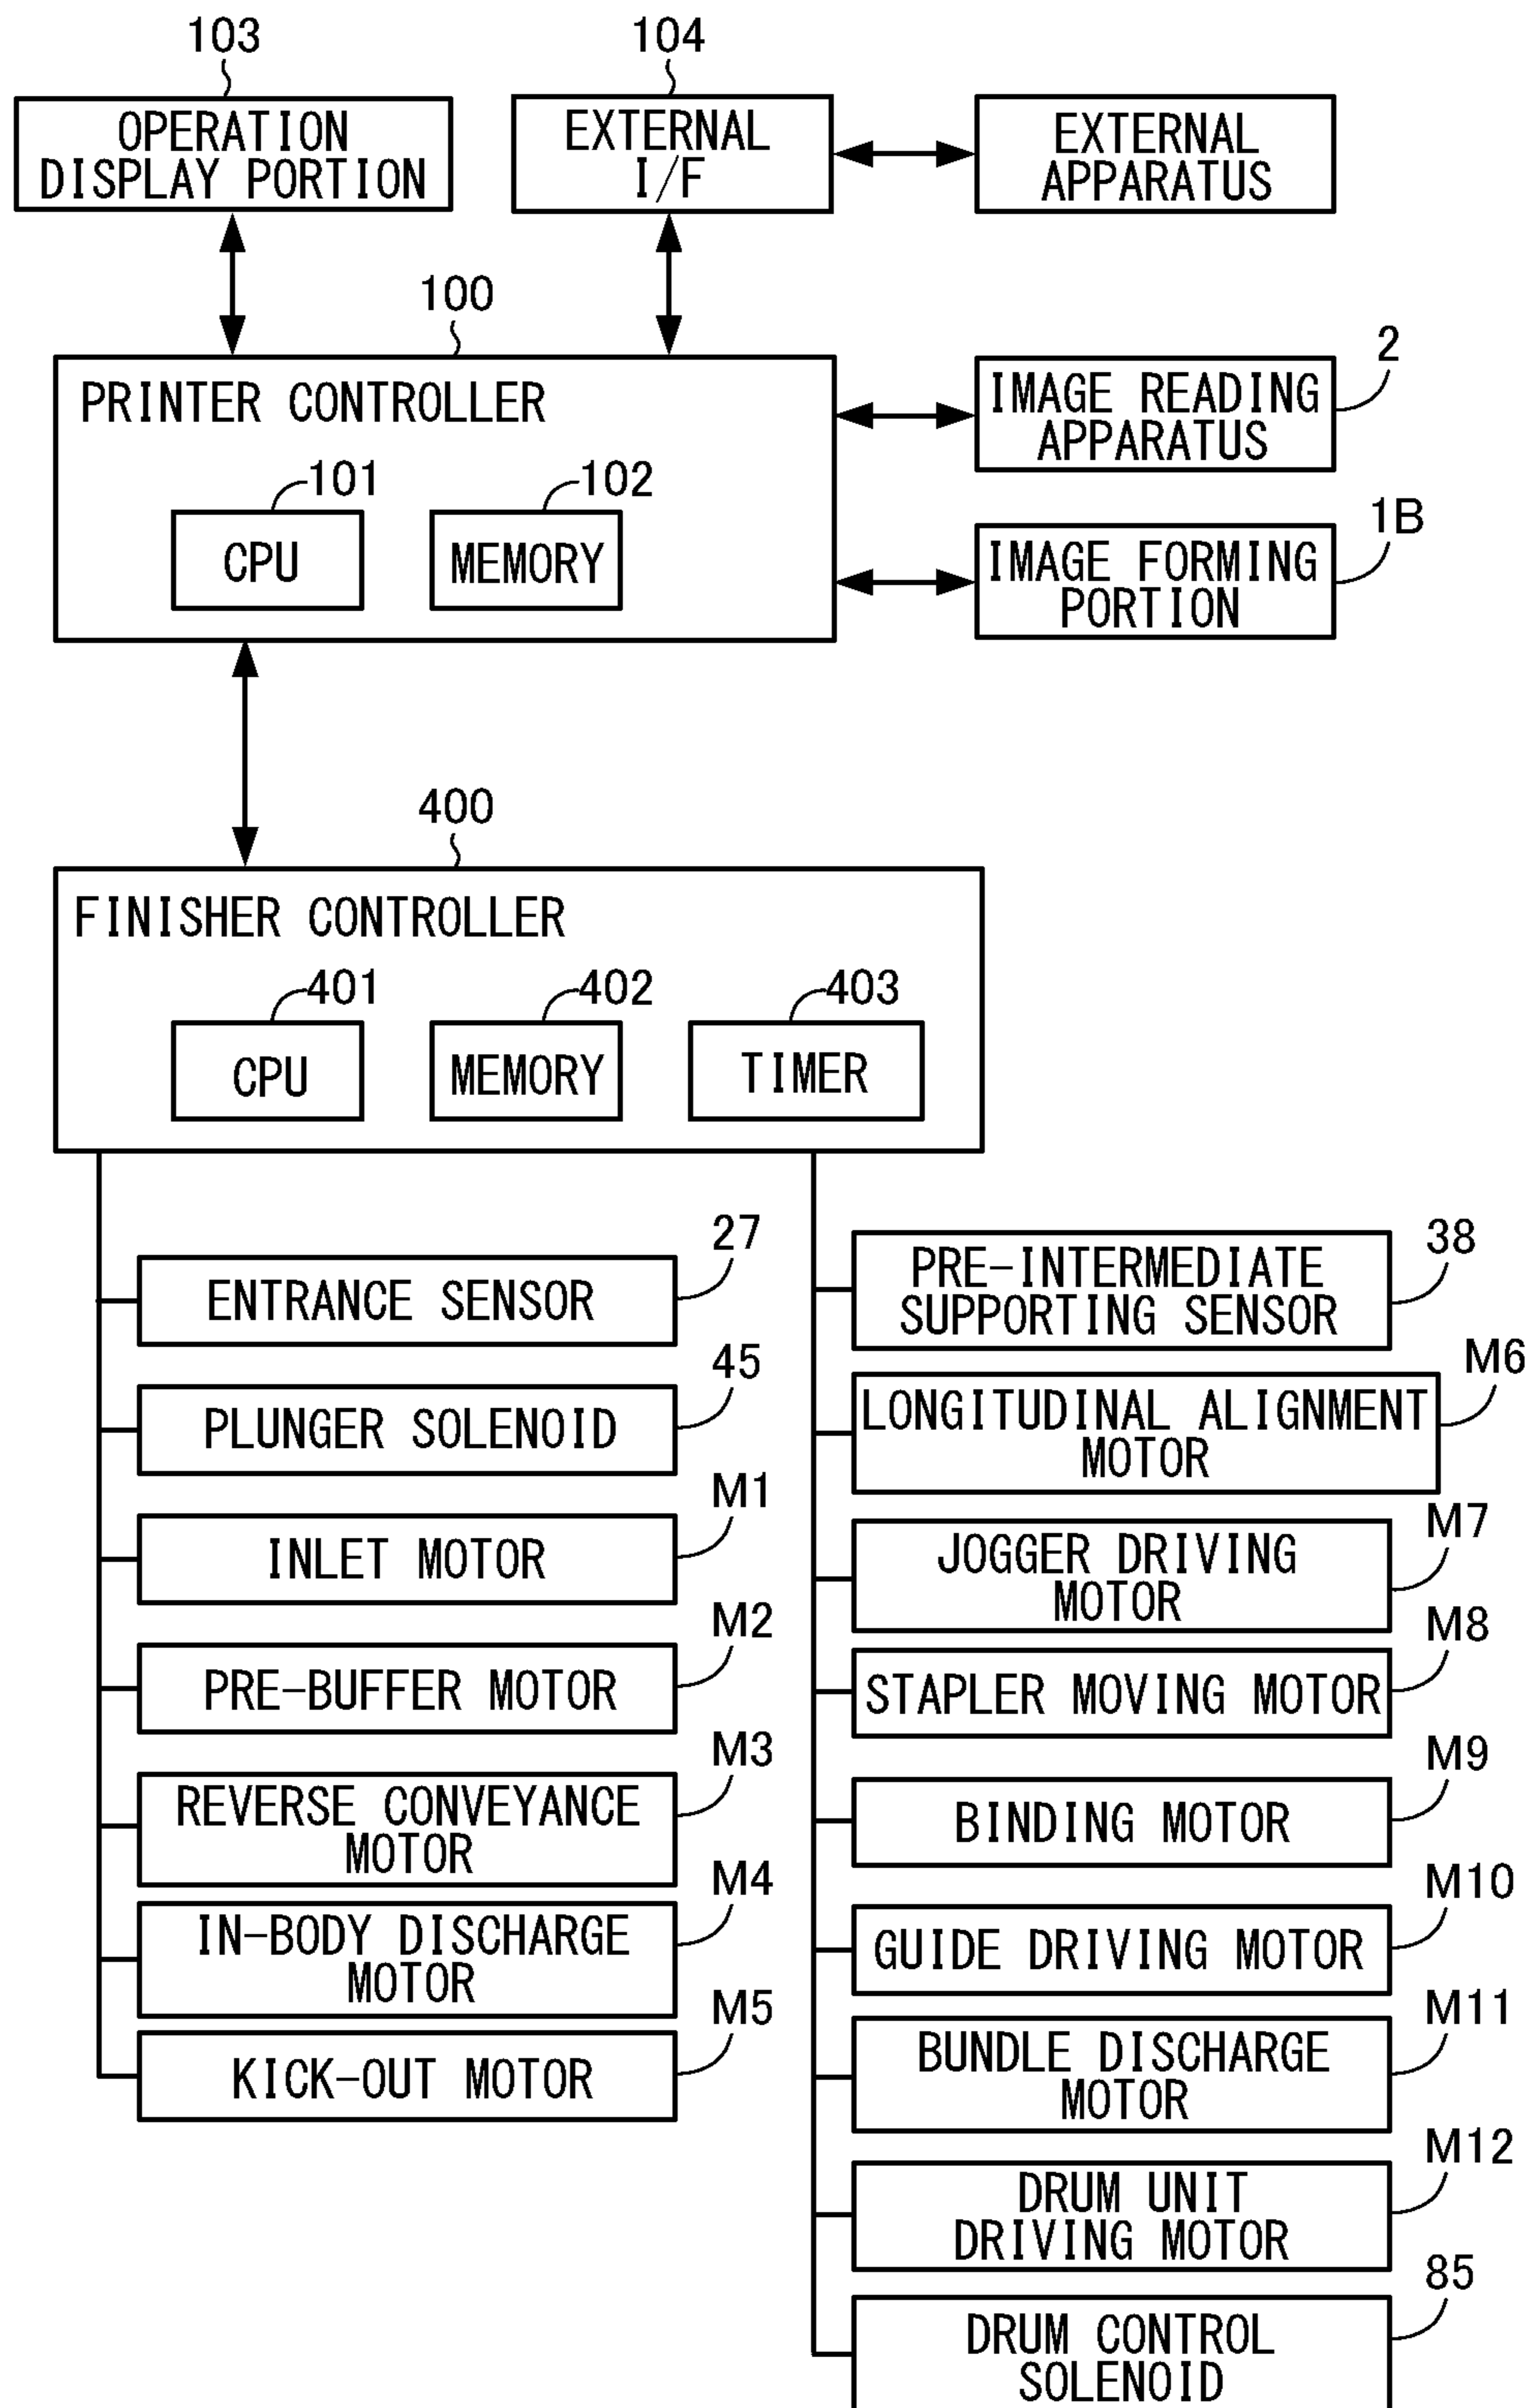 103
104
OPERATION
DISPLAY PORTION
EXTERNAL
I/F
EXTERNAL
APPARATUS
100
PRINTER CONTROLLER
101
102
CPU
MEMORY
2
IMAGE READING
APPARATUS
1B
IMAGE FORMING
PORTION
400
FINISHER CONTROLLER
401
402
403
CPU
MEMORY
TIMER
27
ENTRANCE SENSOR
45
PLUNGER SOLENOID
M1
INLET MOTOR
M2
PRE-BUFFER MOTOR
M3
REVERSE CONVEYANCE
MOTOR
M4
IN-BODY DISCHARGE
MOTOR
M5
KICK-OUT MOTOR
38
PRE-INTERMEDIATE
SUPPORTING SENSOR
M6
LONGITUDINAL ALIGNMENT
MOTOR
M7
JOGGER DRIVING
MOTOR
M8
STAPLER MOVING MOTOR
M9
BINDING MOTOR
M10
GUIDE DRIVING MOTOR
M11
BUNDLE DISCHARGE
MOTOR
M12
DRUM UNIT
DRIVING MOTOR
85
DRUM CONTROL
SOLENOID